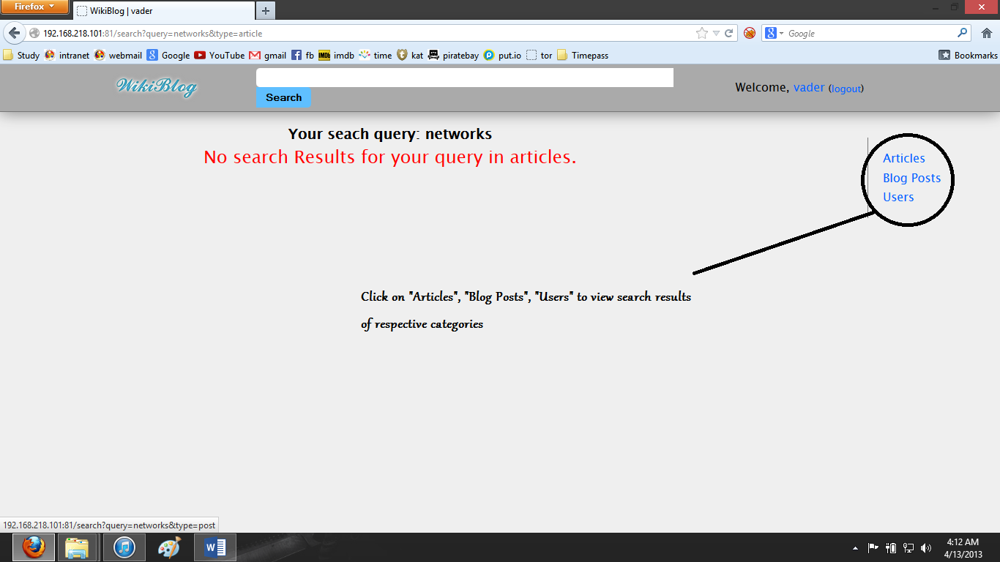 Firefox
WikiBlog | vader
192.168.218.101:81/search?query=networks&type=article
Google
Study intranet webmail Google YouTube gmail fb imdb time kat piratebay put.io tor Timepass Bookmarks
WikiBlog
Search
Welcome, vader (logout)
Your seach query: networks
No search Results for your query in articles.
Articles
Blog Posts
Users
Click on "Articles", "Blog Posts", "Users" to view search results
of respective categories
192.168.218.101:81/search?query=networks&type=post
4:12 AM
4/13/2013